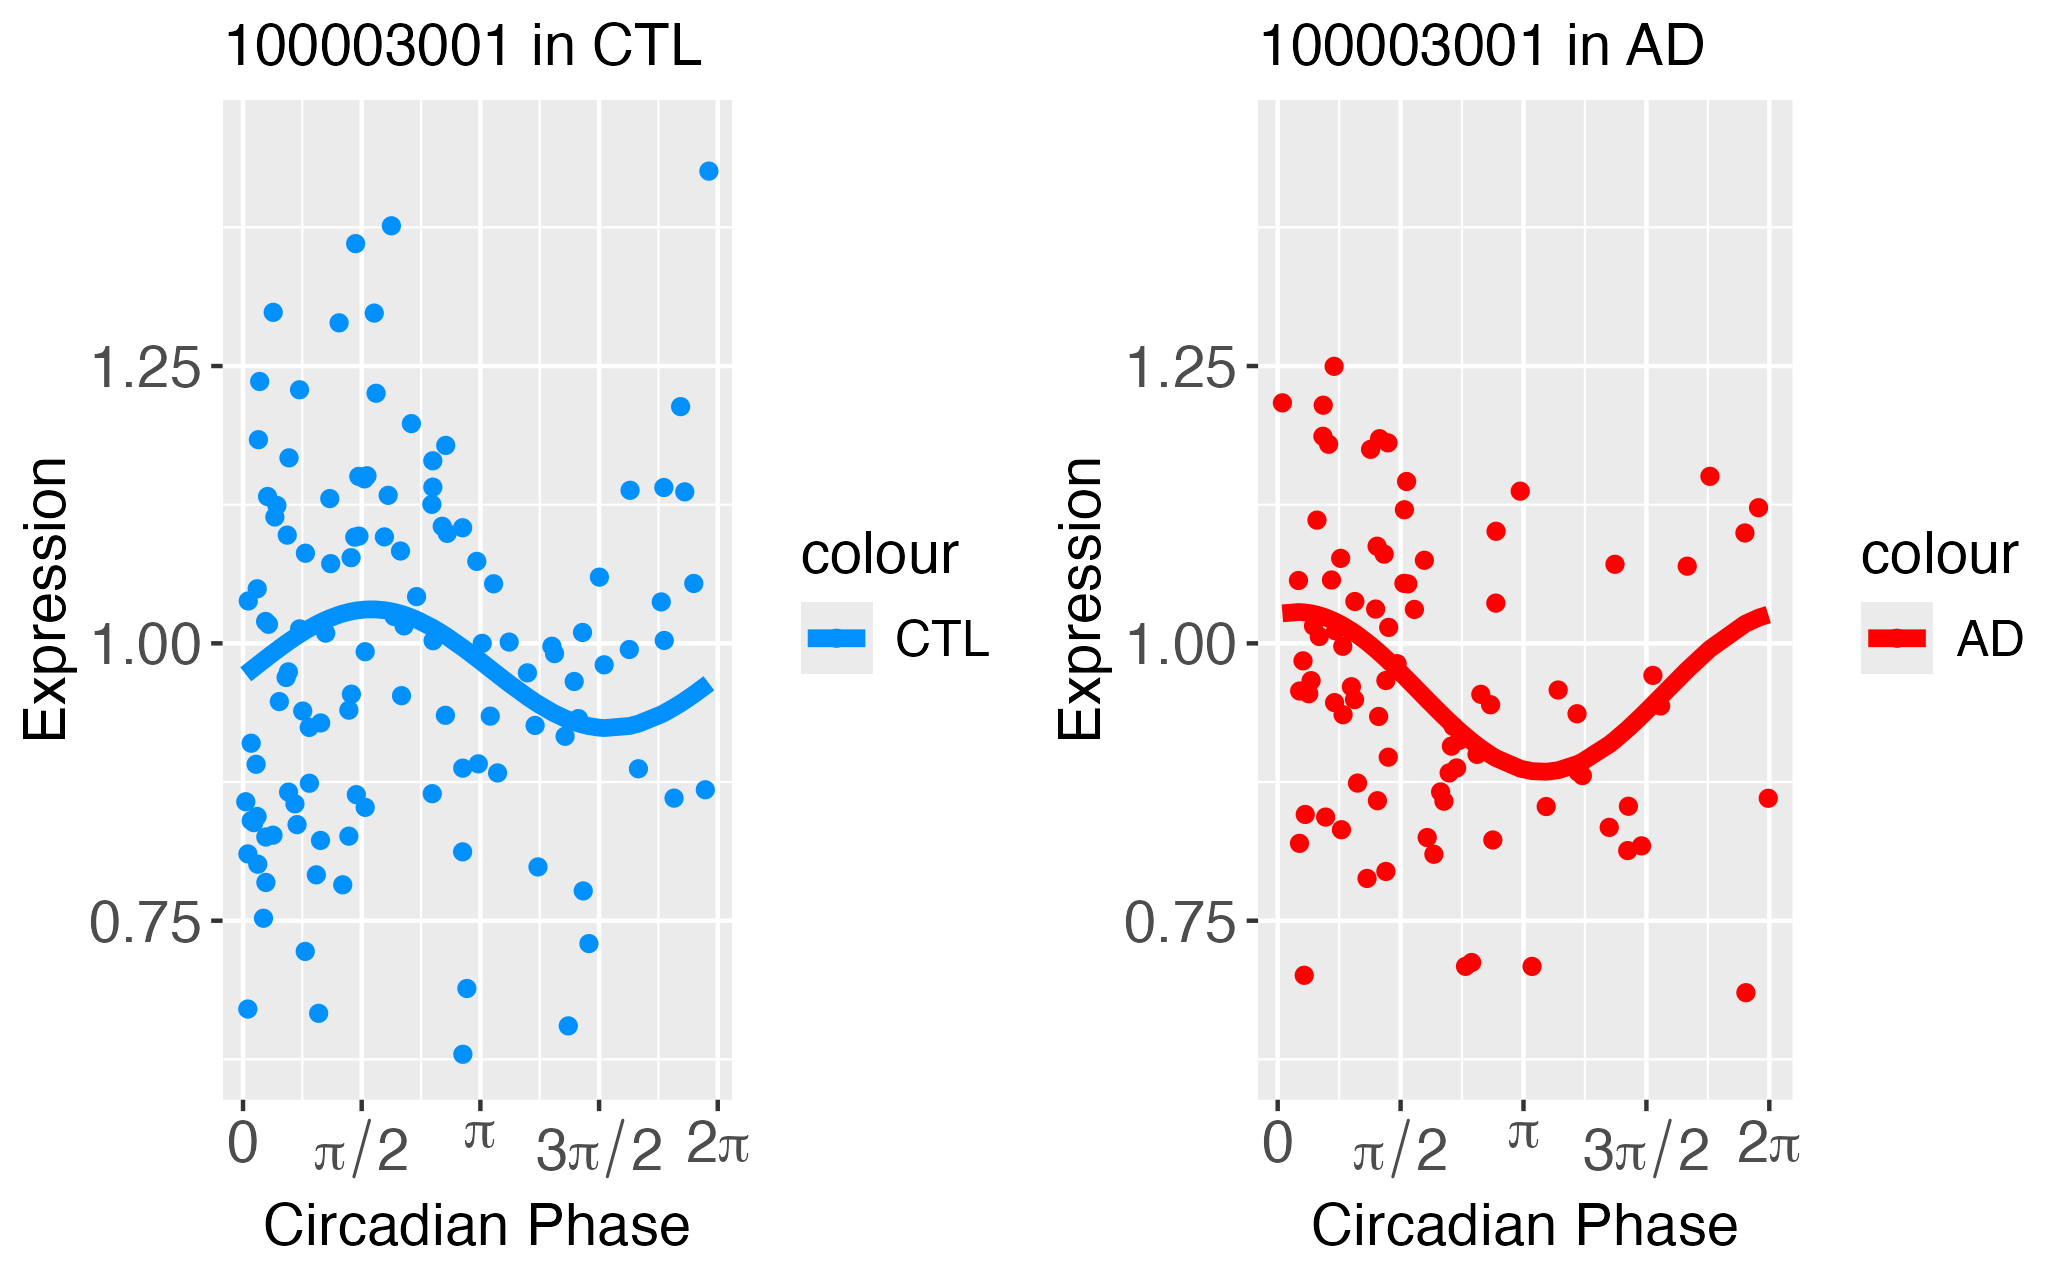 100003001 in CTL
Expression
1.25
1.00
0.75
0
π/2
π
3π/2
2π
Circadian Phase
colour
CTL
100003001 in AD
Expression
1.25
1.00
0.75
0
π/2
π
3π/2
2π
Circadian Phase
colour
AD